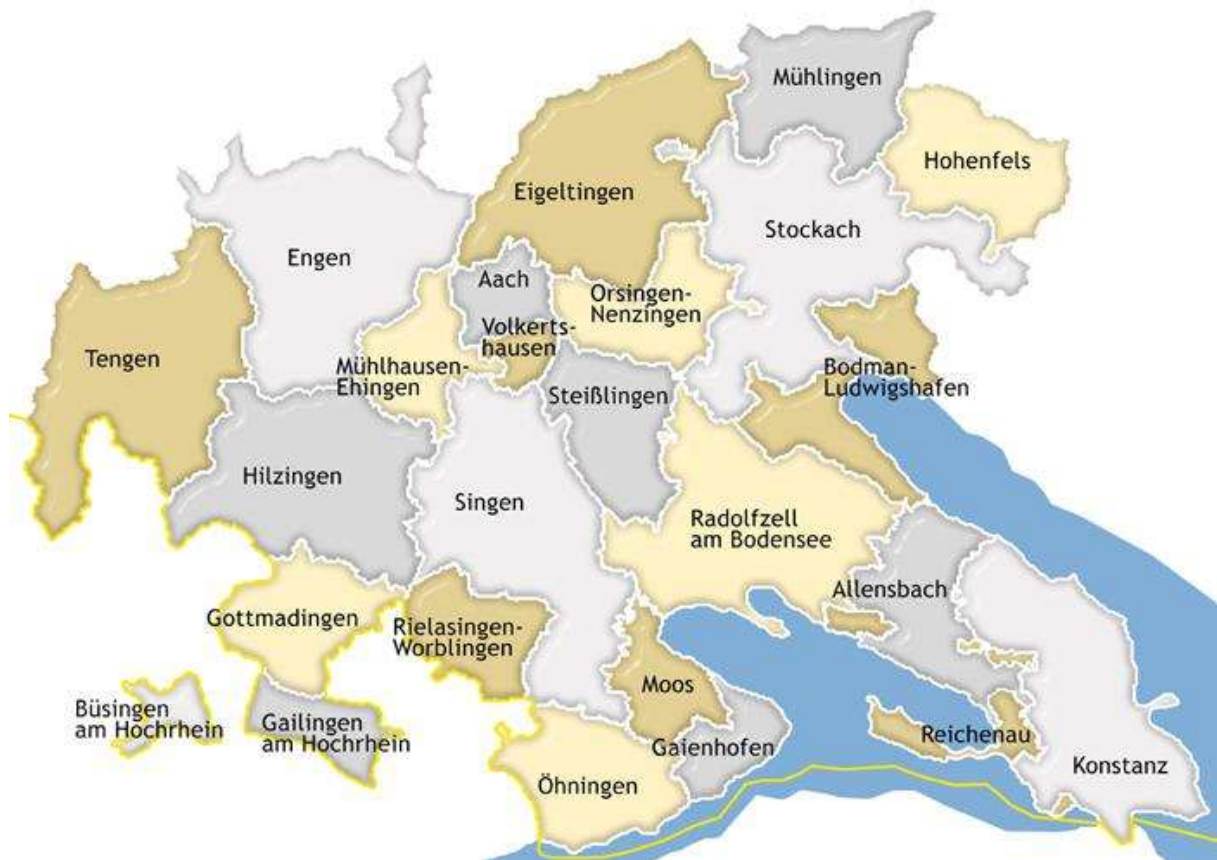 Mühlingen
Hohenfels
Eigeltingen
Stockach
Engen
Aach
Orsingen-
Nenzingen
Volkerts-
hausen
Tengen
Mühlhausen-
Ehingen
Bodman-
Ludwigshafen
Steißlingen
Hilzingen
Singen
Radolfzell
am Bodensee
Allensbach
Gottmadingen
Rielasingen-
Worblingen
Moos
Büsingen
am Hochrhein
Gailingen
am Hochrhein
Gaienhofen
Reichenau
Konstanz
Öhningen